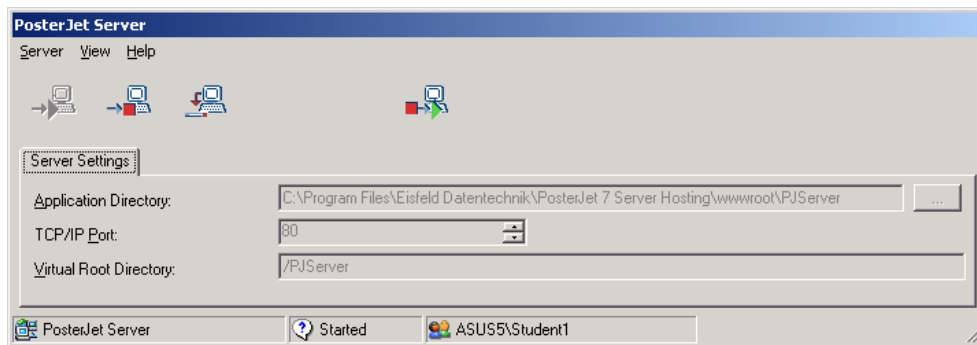 PosterJet Server
Server View Help
Server Settings
Application Directory: C:\Program Files\Eisfeld Datentechnik\PosterJet 7 Server Hosting\wwwroot\PJServer ...
TCP/IP Port: 80
Virtual Root Directory: /PJServer
PosterJet Server Started ASUS5\Student1